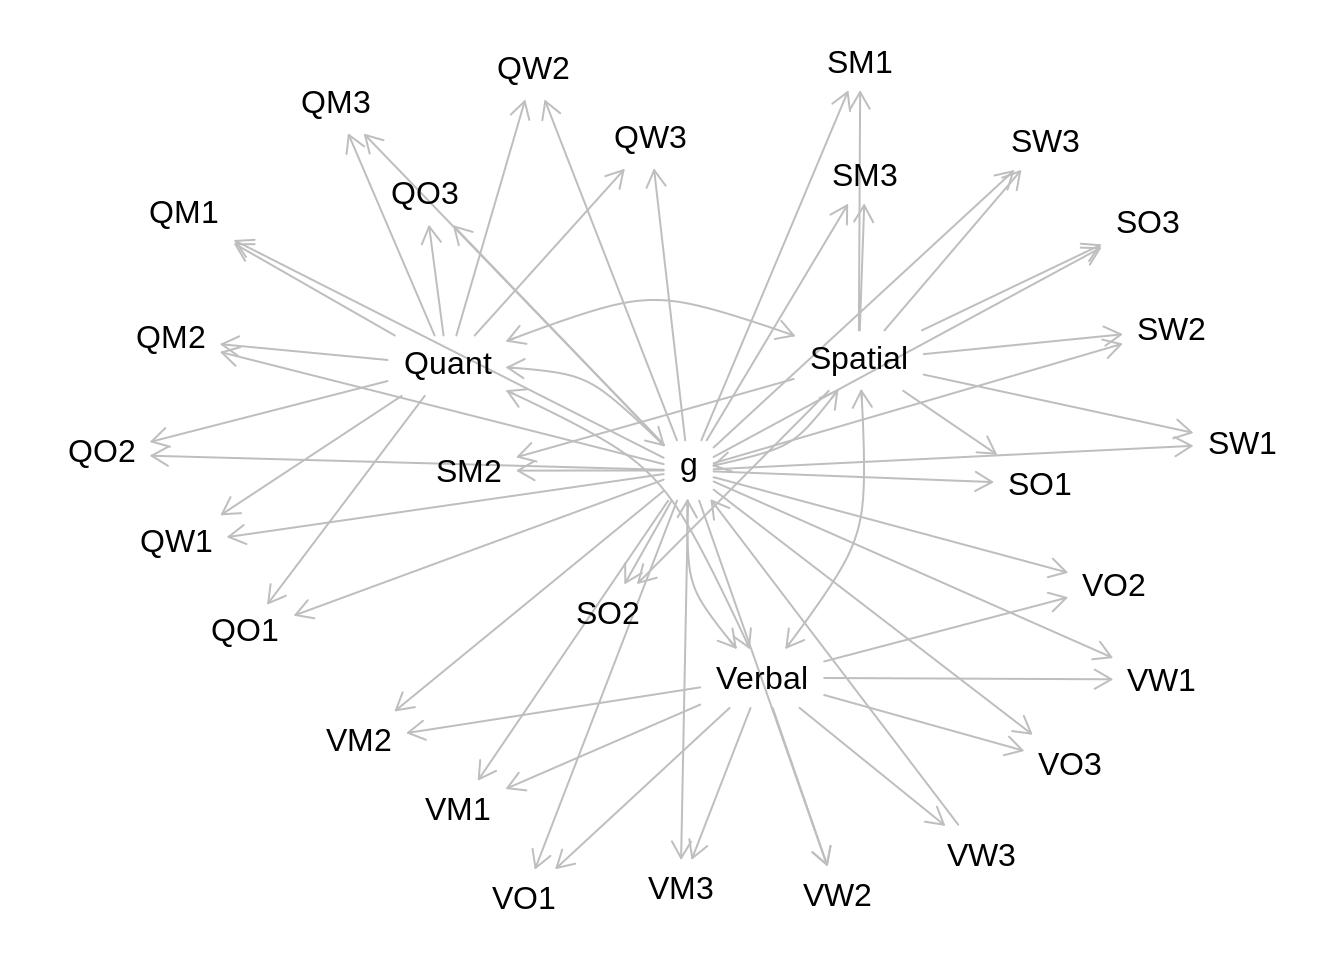 SM1
QW2
QM3
QW3
SW3
SM3
QO3
QM1
SO3
SW2
QM2
Spatial
Quant
SW1
QO2
g
SM2
SO1
QW1
VO2
SO2
QO1
Verbal
VW1
VM2
VO3
VM1
VW3
VM3
VW2
VO1